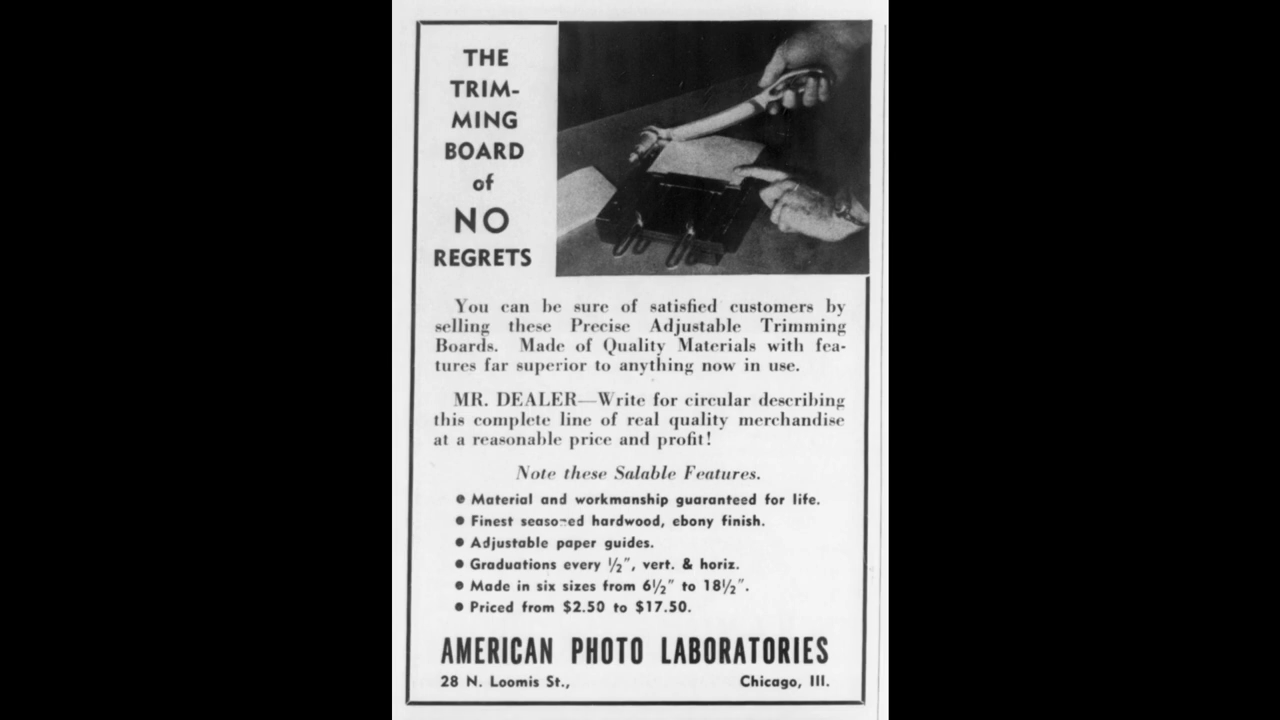 THE
TRIM-
MING
BOARD
of
NO
REGRETS
You can be sure of satisfied customers by
selling these Precise Adjustable Trimming
Boards. Made of Quality Materials with fea-
tures far superior to anything now in use.
MR. DEALER—Write for circular describing
this complete line of real quality merchandise
at a reasonable price and profit!
Note these Salable Features.
● Material and workmanship guaranteed for life.
● Finest seasoned hardwood, ebony finish.
● Adjustable paper guides.
● Graduations every ½″, vert. & horiz.
● Made in six sizes from 6½″ to 18½″.
● Priced from $2.50 to $17.50.
AMERICAN PHOTO LABORATORIES
28 N. Loomis St., Chicago, Ill.